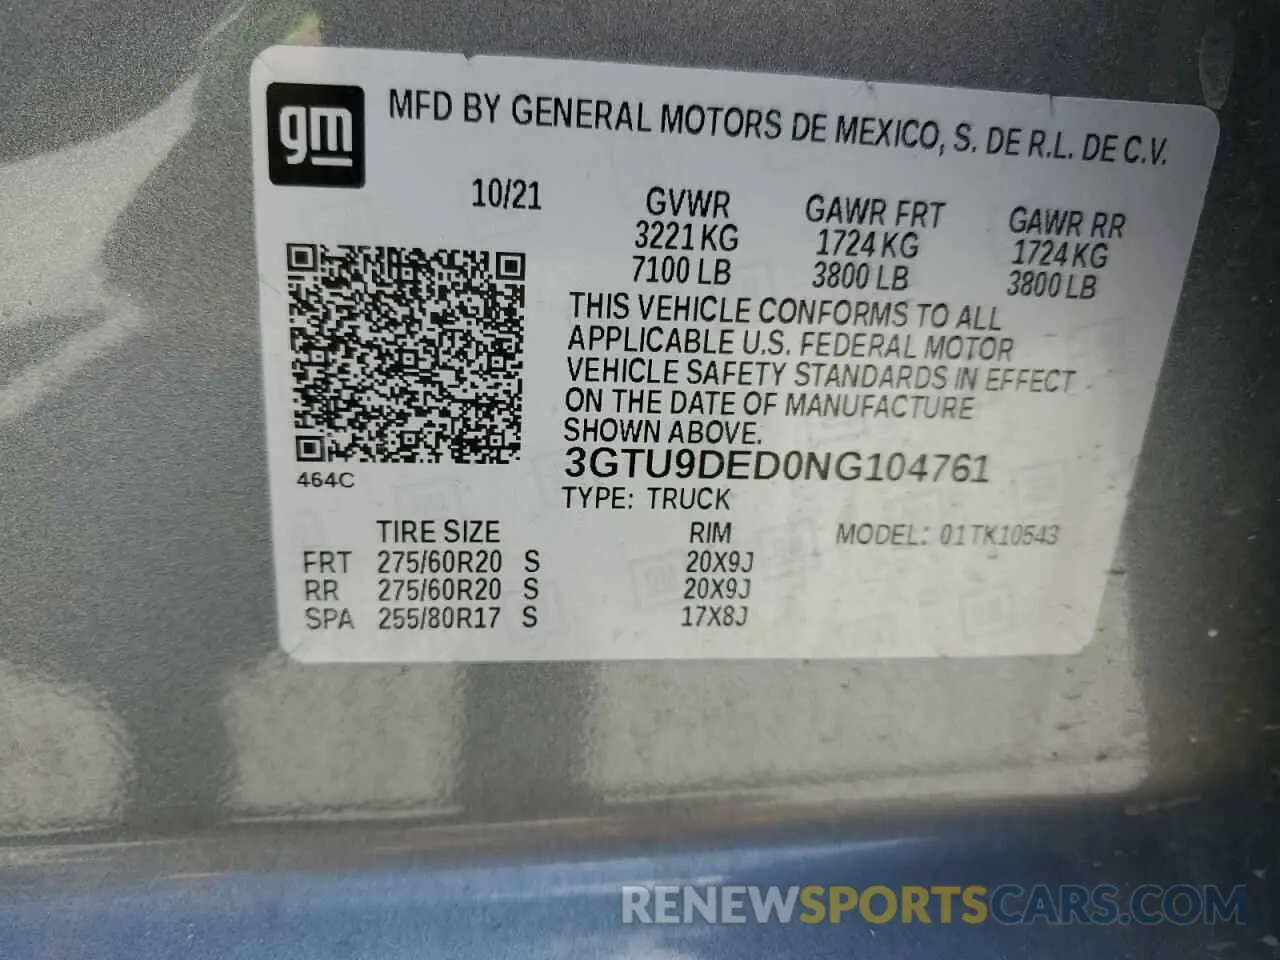 gm
MFD BY GENERAL MOTORS DE MEXICO, S. DE R.L. DE C.V.
10/21 GVWR GAWR FRT GAWR RR
3221 KG 1724 KG 1724 KG
7100 LB 3800 LB 3800 LB
THIS VEHICLE CONFORMS TO ALL
APPLICABLE U.S. FEDERAL MOTOR
VEHICLE SAFETY STANDARDS IN EFFECT
ON THE DATE OF MANUFACTURE
SHOWN ABOVE.
3GTU9DED0NG104761
464C
TYPE: TRUCK
TIRE SIZE RIM MODEL: 01TK10543
FRT 275/60R20 S 20X9J
RR 275/60R20 S 20X9J
SPA 255/80R17 S 17X8J
RENEWSPORTSCARS.COM